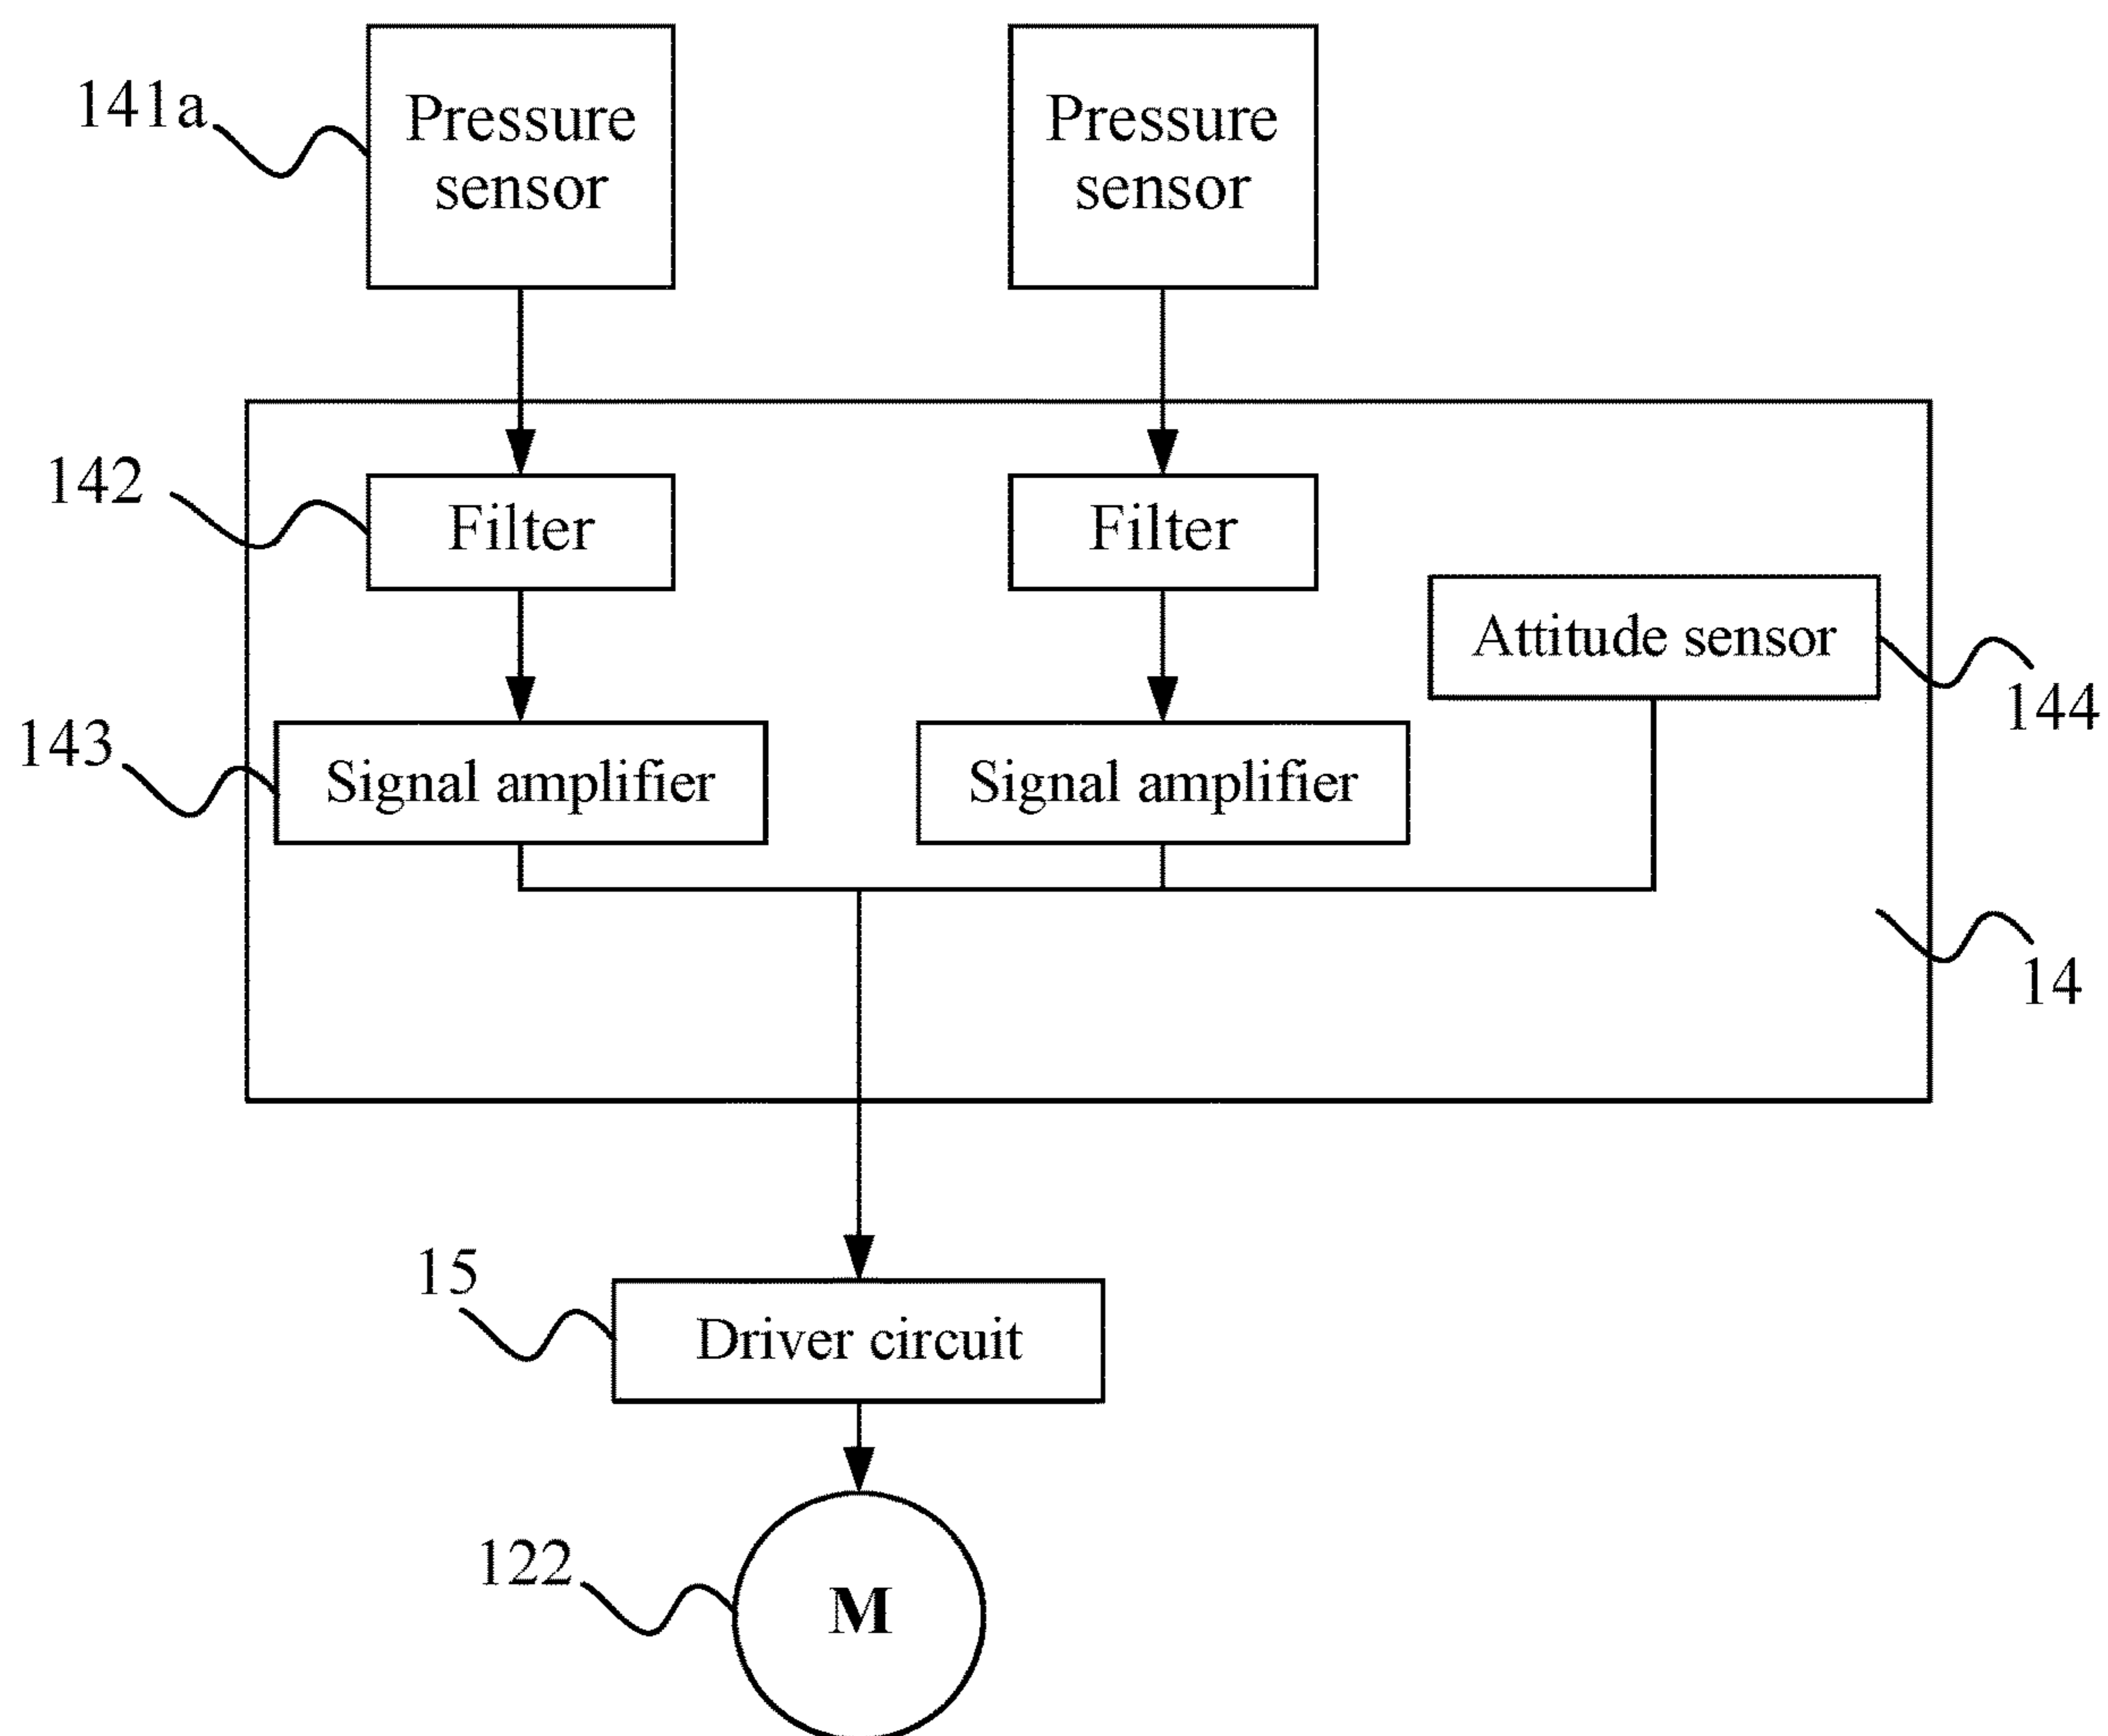 141a
Pressure
sensor
Pressure
sensor
142
Filter
Filter
Attitude sensor
144
143
Signal amplifier
Signal amplifier
14
15
Driver circuit
122
M